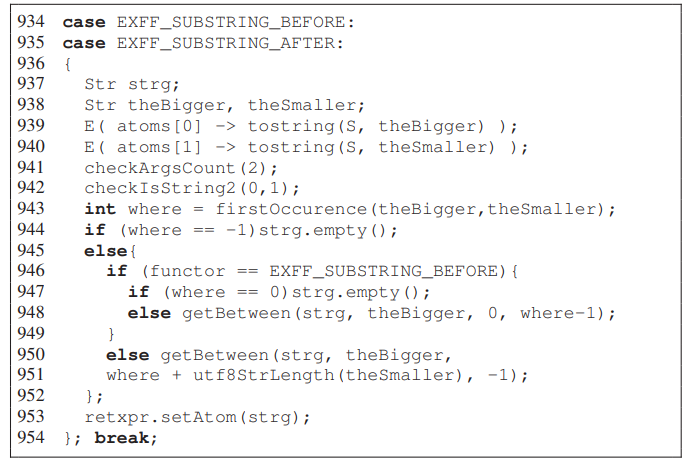 934 case EXFF_SUBSTRING_BEFORE:
935 case EXFF_SUBSTRING_AFTER:
936 {
937 Str strg;
938 Str theBigger, theSmaller;
939 E( atoms[0] -> tostring(S, theBigger) );
940 E( atoms[1] -> tostring(S, theSmaller) );
941 checkArgsCount(2);
942 checkIsString2(0,1);
943 int where = firstOccurence(theBigger,theSmaller);
944 if (where == -1)strg.empty();
945 else{
946 if (functor == EXFF_SUBSTRING_BEFORE){
947 if (where == 0)strg.empty();
948 else getBetween(strg, theBigger, 0, where-1);
949 }
950 else getBetween(strg, theBigger,
951 where + utf8StrLength(theSmaller), -1);
952 };
953 retxpr.setAtom(strg);
954 }; break;